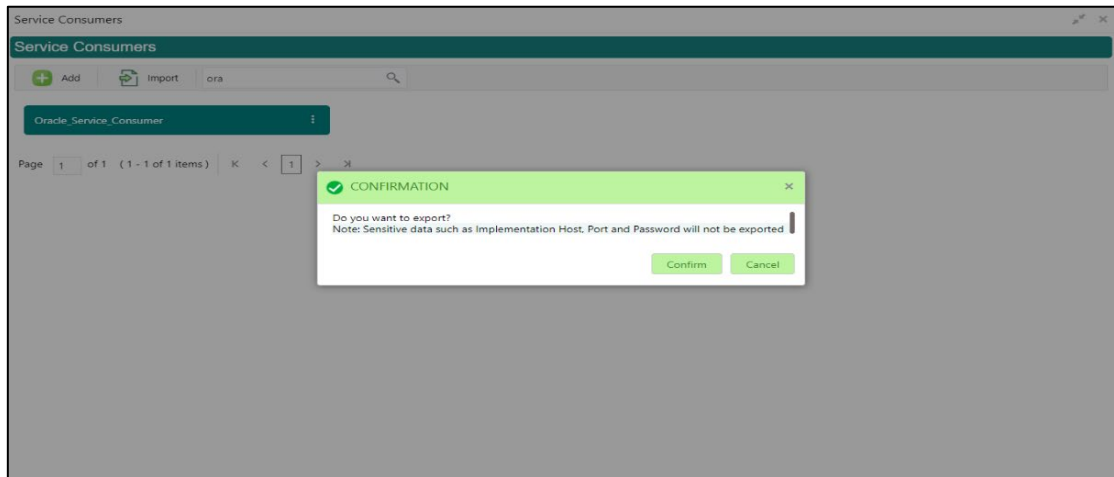 Service Consumers
Service Consumers
Add Import ora
Oracle_Service_Consumer
Page 1 of 1 (1 - 1 of 1 items) K < 1 > >|
CONFIRMATION
Do you want to export?
Note: Sensitive data such as Implementation Host, Port and Password will not be exported
Confirm Cancel